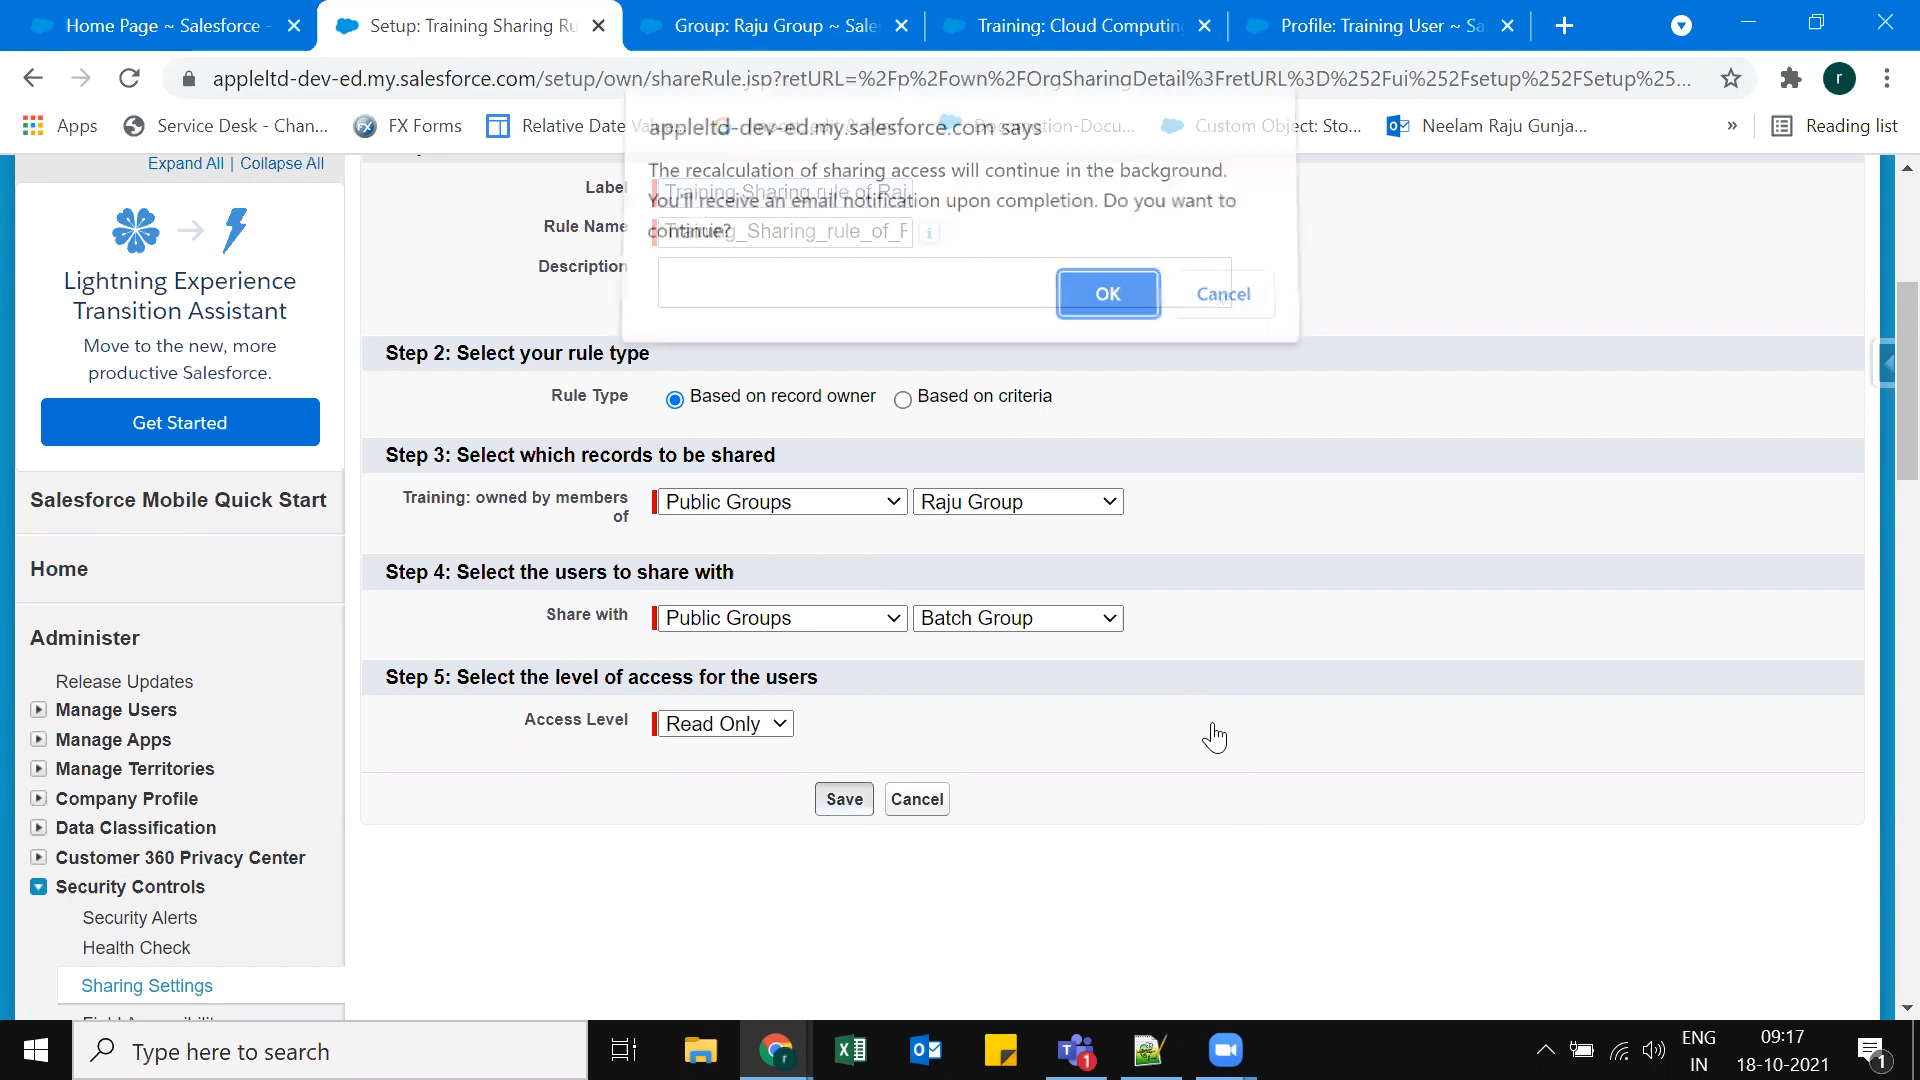 Home Page ~ Salesforce -
Setup: Training Sharing Ru
Group: Raju Group ~ Sale
Training: Cloud Computing
Profile: Training User ~ Sa
appleltd-dev-ed.my.salesforce.com/setup/own/shareRule.jsp?retURL=%2Fp%2Fown%2FOrgSharingDetail%3FretURL%3D%252Fui%252Fsetup%252FSetup%25...
r
Apps
Service Desk - Chan...
FX Forms
Relative Date
Custom Object: Sto...
Neelam Raju Gunja...
»
Reading list
appleltd-dev-ed.my.salesforce.com says
The recalculation of sharing access will continue in the background.
You'll receive an email notification upon completion. Do you want to
continue?
OK
Cancel
Expand All | Collapse All
Lightning Experience
Transition Assistant
Move to the new, more
productive Salesforce.
Get Started
Salesforce Mobile Quick Start
Home
Administer
Release Updates
Manage Users
Manage Apps
Manage Territories
Company Profile
Data Classification
Customer 360 Privacy Center
Security Controls
Security Alerts
Health Check
Sharing Settings
Label
Training Sharing rule of Raj
Rule Name
Training_Sharing_rule_of_R
Description
Step 2: Select your rule type
Rule Type
Based on record owner
Based on criteria
Step 3: Select which records to be shared
Training: owned by members
of
Public Groups
Raju Group
Step 4: Select the users to share with
Share with
Public Groups
Batch Group
Step 5: Select the level of access for the users
Access Level
Read Only
Save
Cancel
Type here to search
1
ENG
IN
09:17
18-10-2021
1